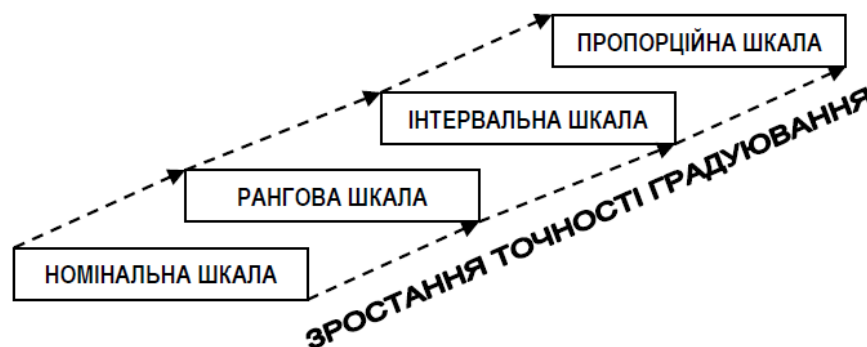 ПРОПОРЦІЙНА ШКАЛА
ІНТЕРВАЛЬНА ШКАЛА
РАНГОВА ШКАЛА
НОМІНАЛЬНА ШКАЛА
ЗРОСТАННЯ ТОЧНОСТІ ГРАДУЮВАННЯ